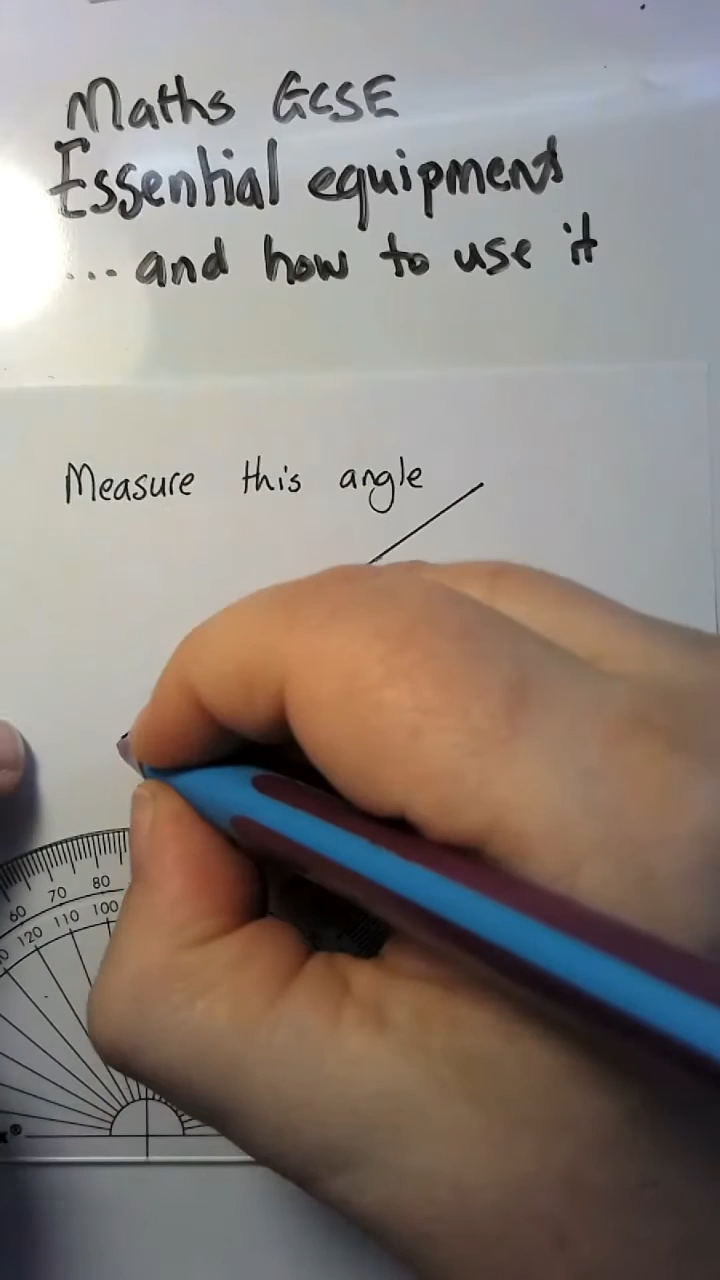 Maths GCSE
Essential equipment
... and how to use it
Measure this angle
60 70 80
120 110 100